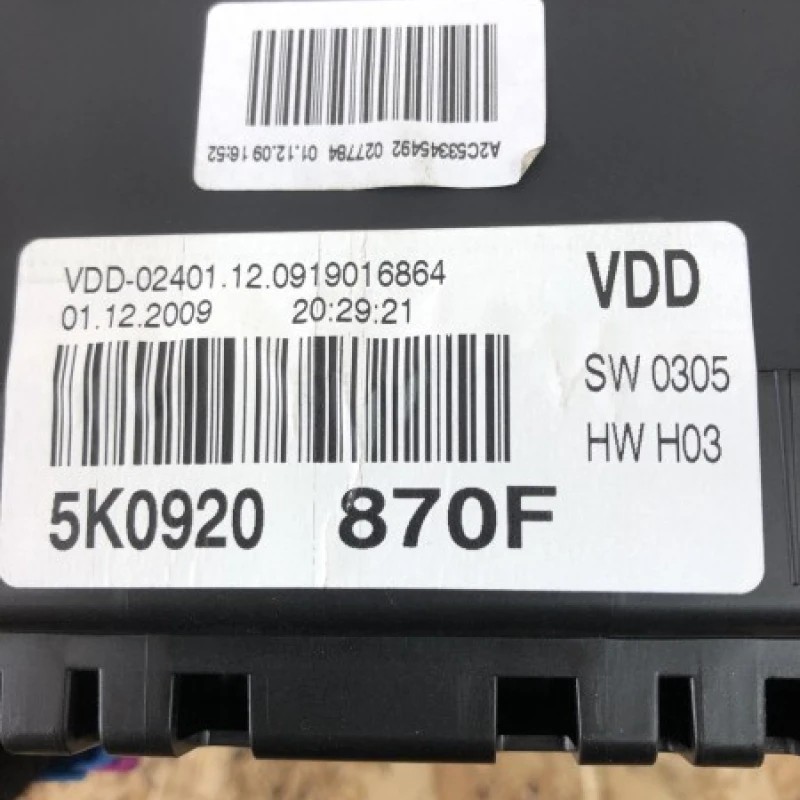 A2C53345492 027784 01.12.09 16:52
VDD-02401.12.0919016864
01.12.2009 20:29:21
VDD
SW 0305
HW H03
5K0920 870F